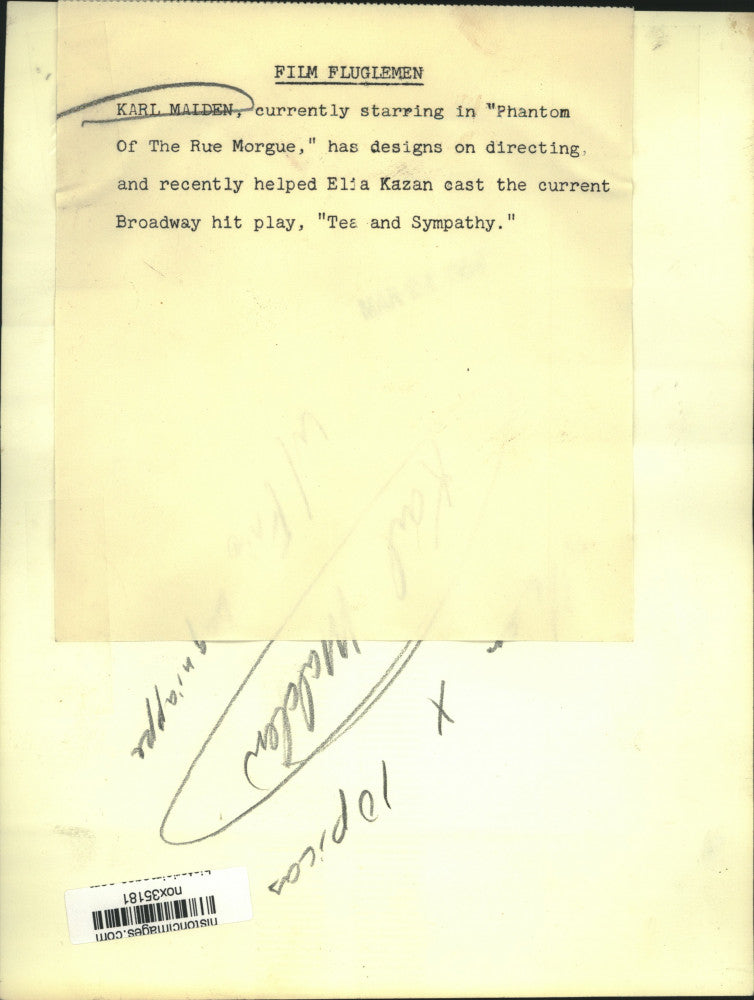 FILM FLUGLEMEN
KARL MALDEN, currently starring in "Phantom
Of The Rue Morgue," has designs on directing,
and recently helped Elia Kazan cast the current
Broadway hit play, "Tea and Sympathy."
Karl Malden
X
10 picas
nox35181
historicimages.com